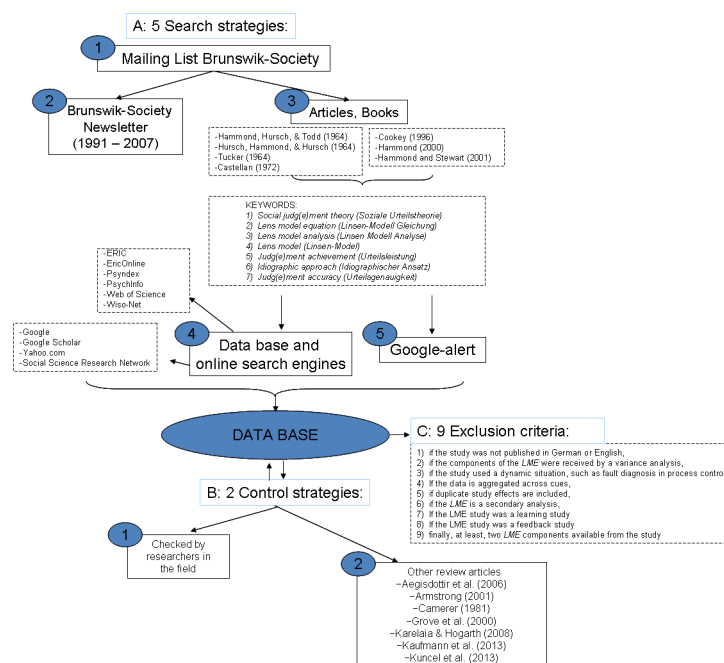 A: 5 Search strategies:
1
Mailing List Brunswik-Society
2
Brunswik-Society
Newsletter
(1991 – 2007)
3
Articles, Books
-Hammond, Hursch, & Todd (1964)
-Hursch, Hammond, & Hursch (1964)
-Tucker (1964)
-Castellan (1972)
-Cookey (1996)
-Hammond (2000)
-Hammond and Stewart (2001)
KEYWORDS:
1) Social judg(e)ment theory (Soziale Urteilstheorie)
2) Lens model equation (Linsen-Modell Gleichung)
3) Lens model analysis (Linsen Modell Analyse)
4) Lens model (Linsen-Model)
5) Judg(e)ment achievement (Urteilsleistung)
6) Idiographic approach (Idiographischer Ansatz)
7) Judg(e)ment accuracy (Urteilsgenauigkeit)
-ERIC
-EricOnline
-Psyndex
-PsychInfo
-Web of Science
-Wiso-Net
-Google
-Google Scholar
-Yahoo.com
-Social Science Research Network
4
Data base and
online search engines
5
Google-alert
DATA BASE
C: 9 Exclusion criteria:
1) if the study was not published in German or English,
2) if the components of the LME were received by a variance analysis,
3) if the study used a dynamic situation, such as fault diagnosis in process control
4) If the data is aggregated across cues,
5) if duplicate study effects are included,
6) if the LME is a secondary analysis,
7) If the LME study was a learning study
8) If the LME study was a feedback study
9) finally, at least, two LME components available from the study
B: 2 Control strategies:
1
Checked by
researchers in
the field
2
Other review articles
–Aegisdottir et al. (2006)
–Armstrong (2001)
–Camerer (1981)
–Grove et al. (2000)
–Karelaia & Hogarth (2008)
–Kaufmann et al. (2013)
–Kuncel et al. (2013)